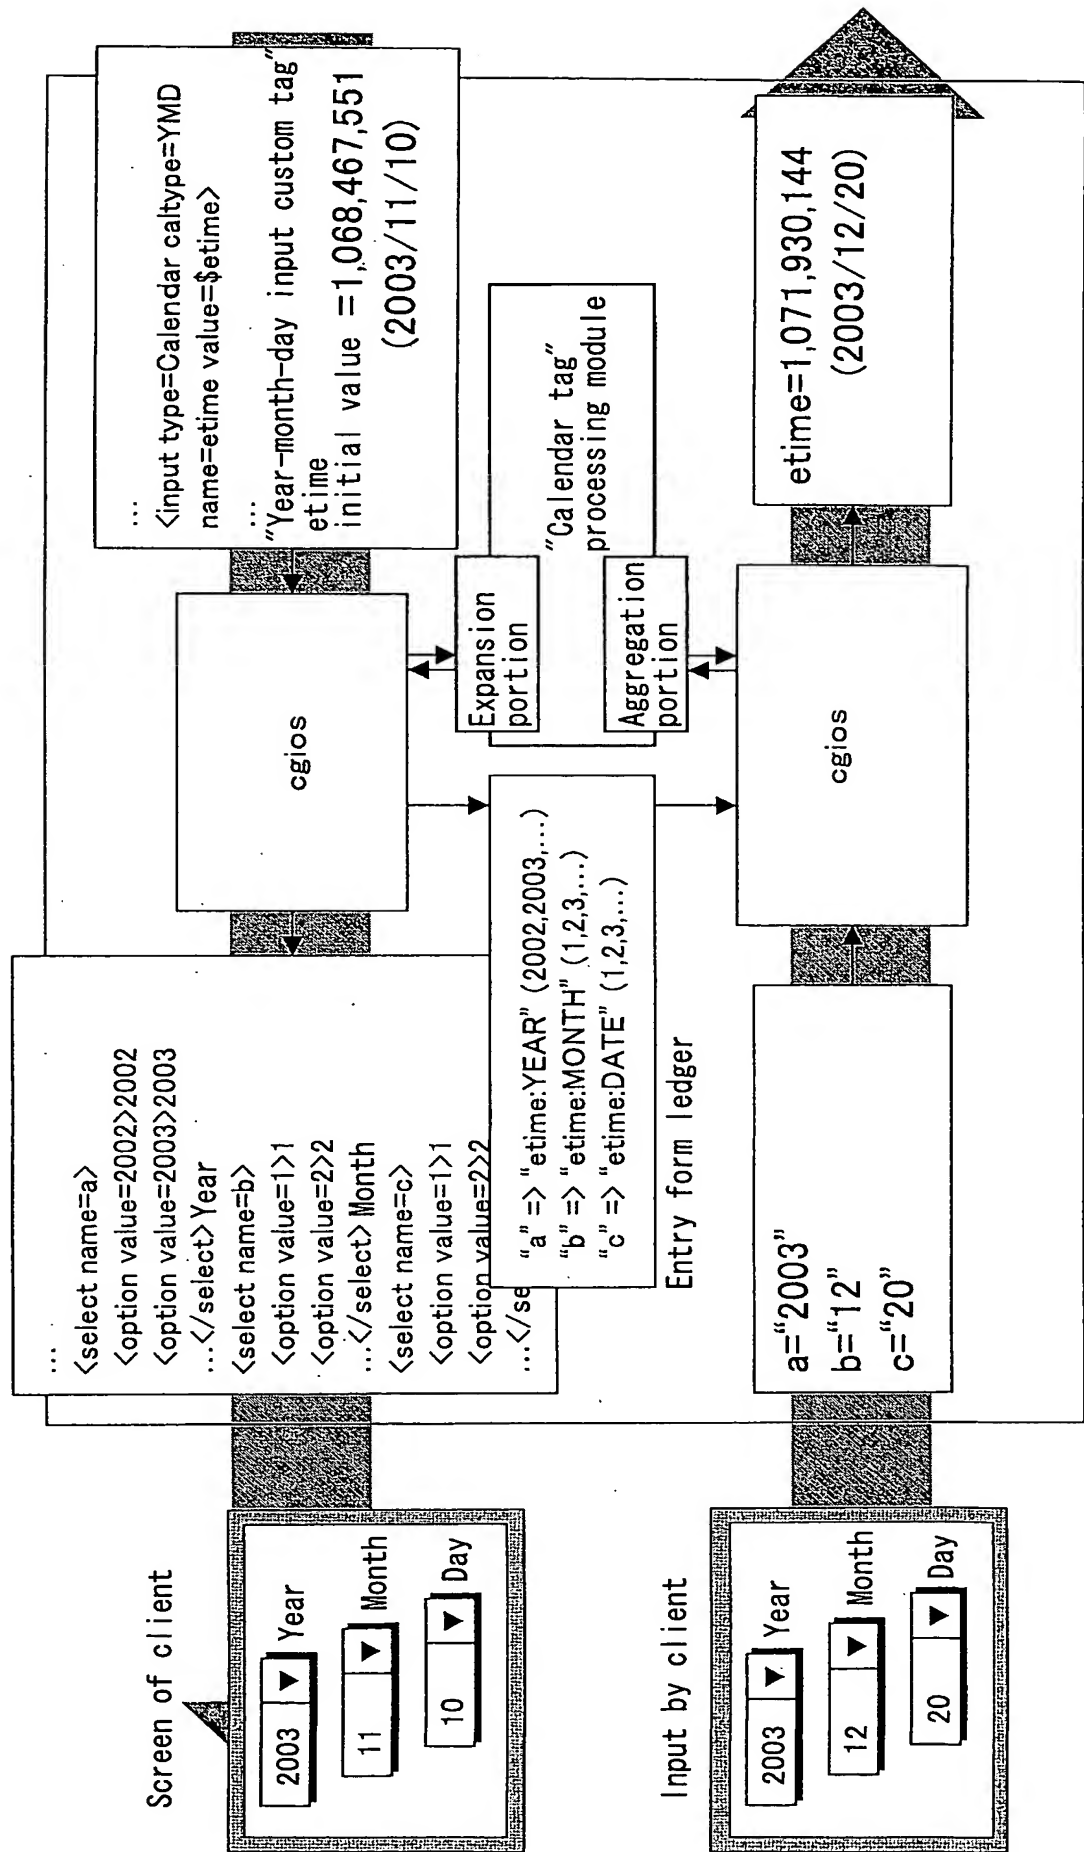 Screen of client
2003 ▼ Year
11 ▼ Month
10 ▼ Day
...
<select name=a>
<option value=2002>2002
<option value=2003>2003
...</select>Year
<select name=b>
<option value=1>1
<option value=2>2
...</select>Month
<select name=c>
<option value=1>1
<option value=2>2
...</se
cgios
...
<input type=Calendar caltype=YMD
name=etime value=$etime>
...
"Year-month-day input custom tag"
etime
initial value =1,068,467,551
(2003/11/10)
"a" => "etime:YEAR" (2002,2003,...)
"b" => "etime:MONTH" (1,2,3,...)
"c" => "etime:DATE" (1,2,3,...)
Entry form ledger
Expansion
portion
"Calendar tag"
processing module
Aggregation
portion
Input by client
2003 ▼ Year
12 ▼ Month
20 ▼ Day
a="2003"
b="12"
c="20"
cgios
etime=1,071,930,144
(2003/12/20)